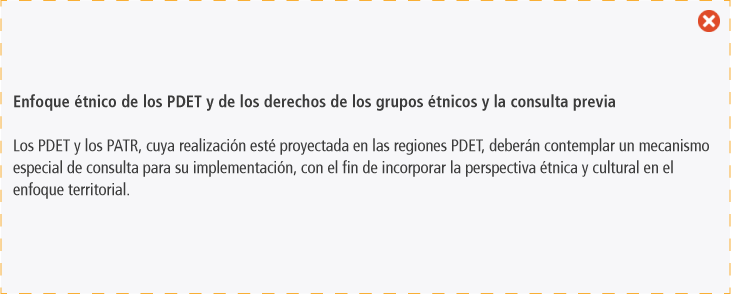 Enfoque étnico de los PDET y de los derechos de los grupos étnicos y la consulta previa
Los PDET y los PATR, cuya realización esté proyectada en las regiones PDET, deberán contemplar un mecanismo
especial de consulta para su implementación, con el fin de incorporar la perspectiva étnica y cultural en el
enfoque territorial.